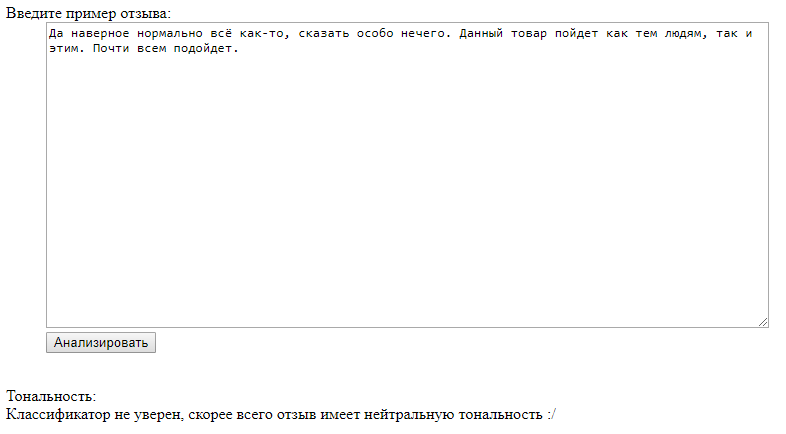 Введите пример отзыва:
Да наверное нормально всё как-то, сказать особо нечего. Данный товар пойдет как тем людям, так и
этим. Почти всем подойдет.
Анализировать
Тональность:
Классификатор не уверен, скорее всего отзыв имеет нейтральную тональность :/